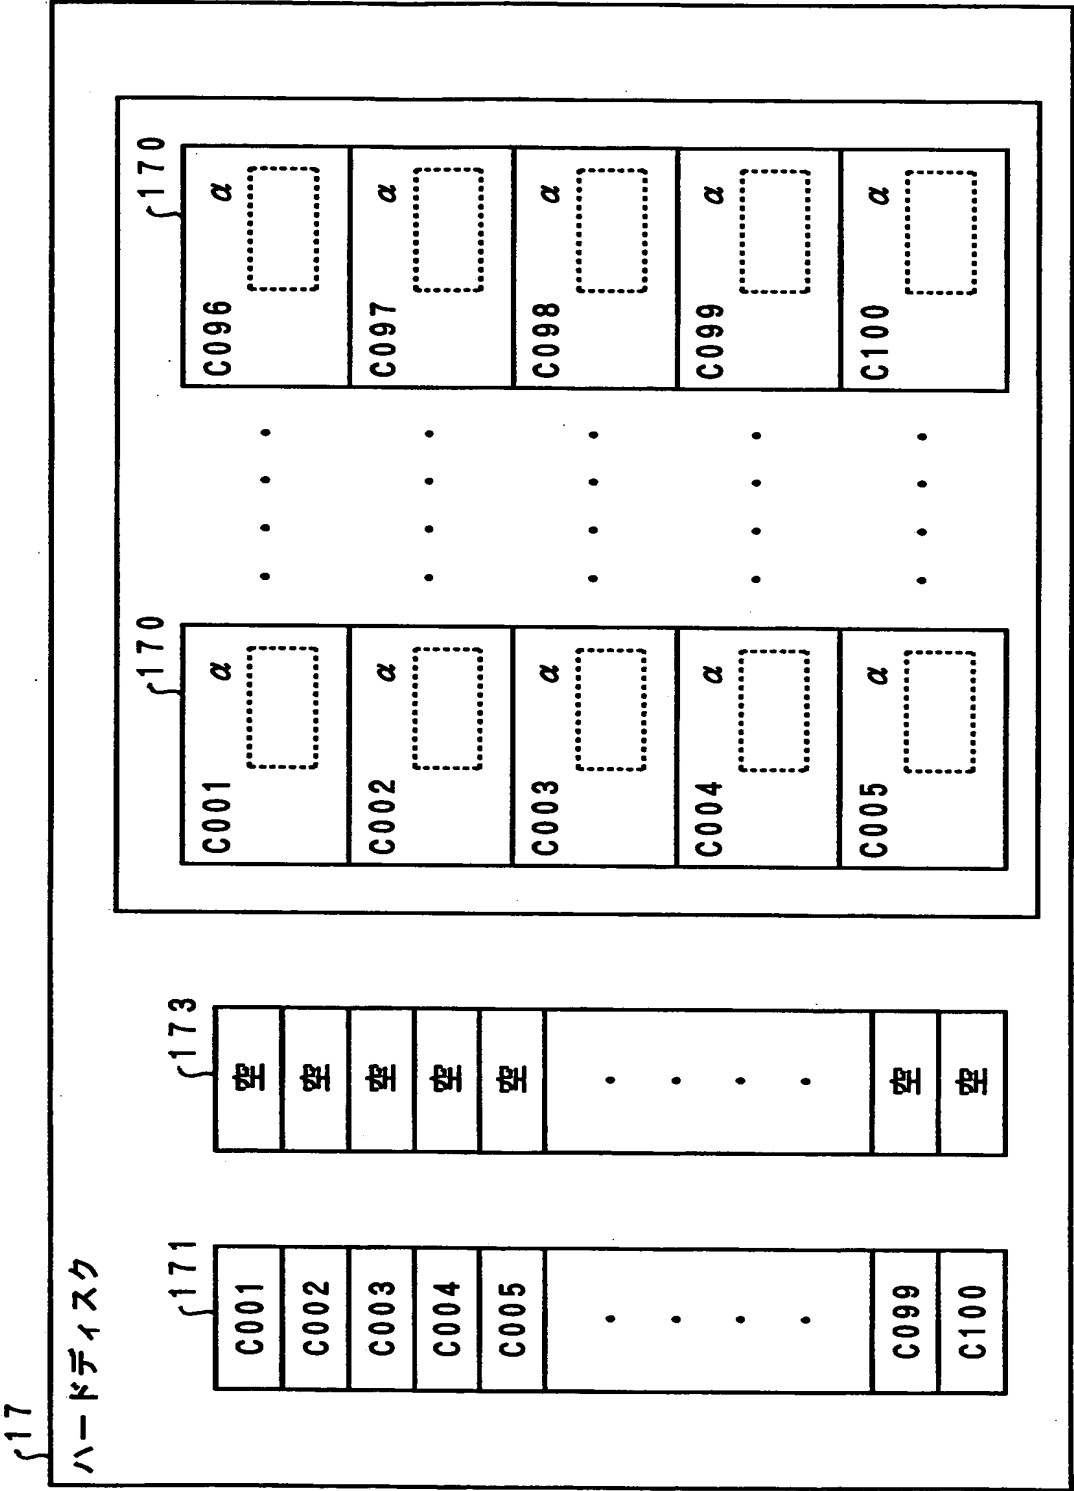 17
ハードディスク
171
C001
C002
C003
C004
C005
C099
C100
173
空
空
空
空
空
空
空
170
C001 α
C002 α
C003 α
C004 α
C005 α
170
C096 α
C097 α
C098 α
C099 α
C100 α